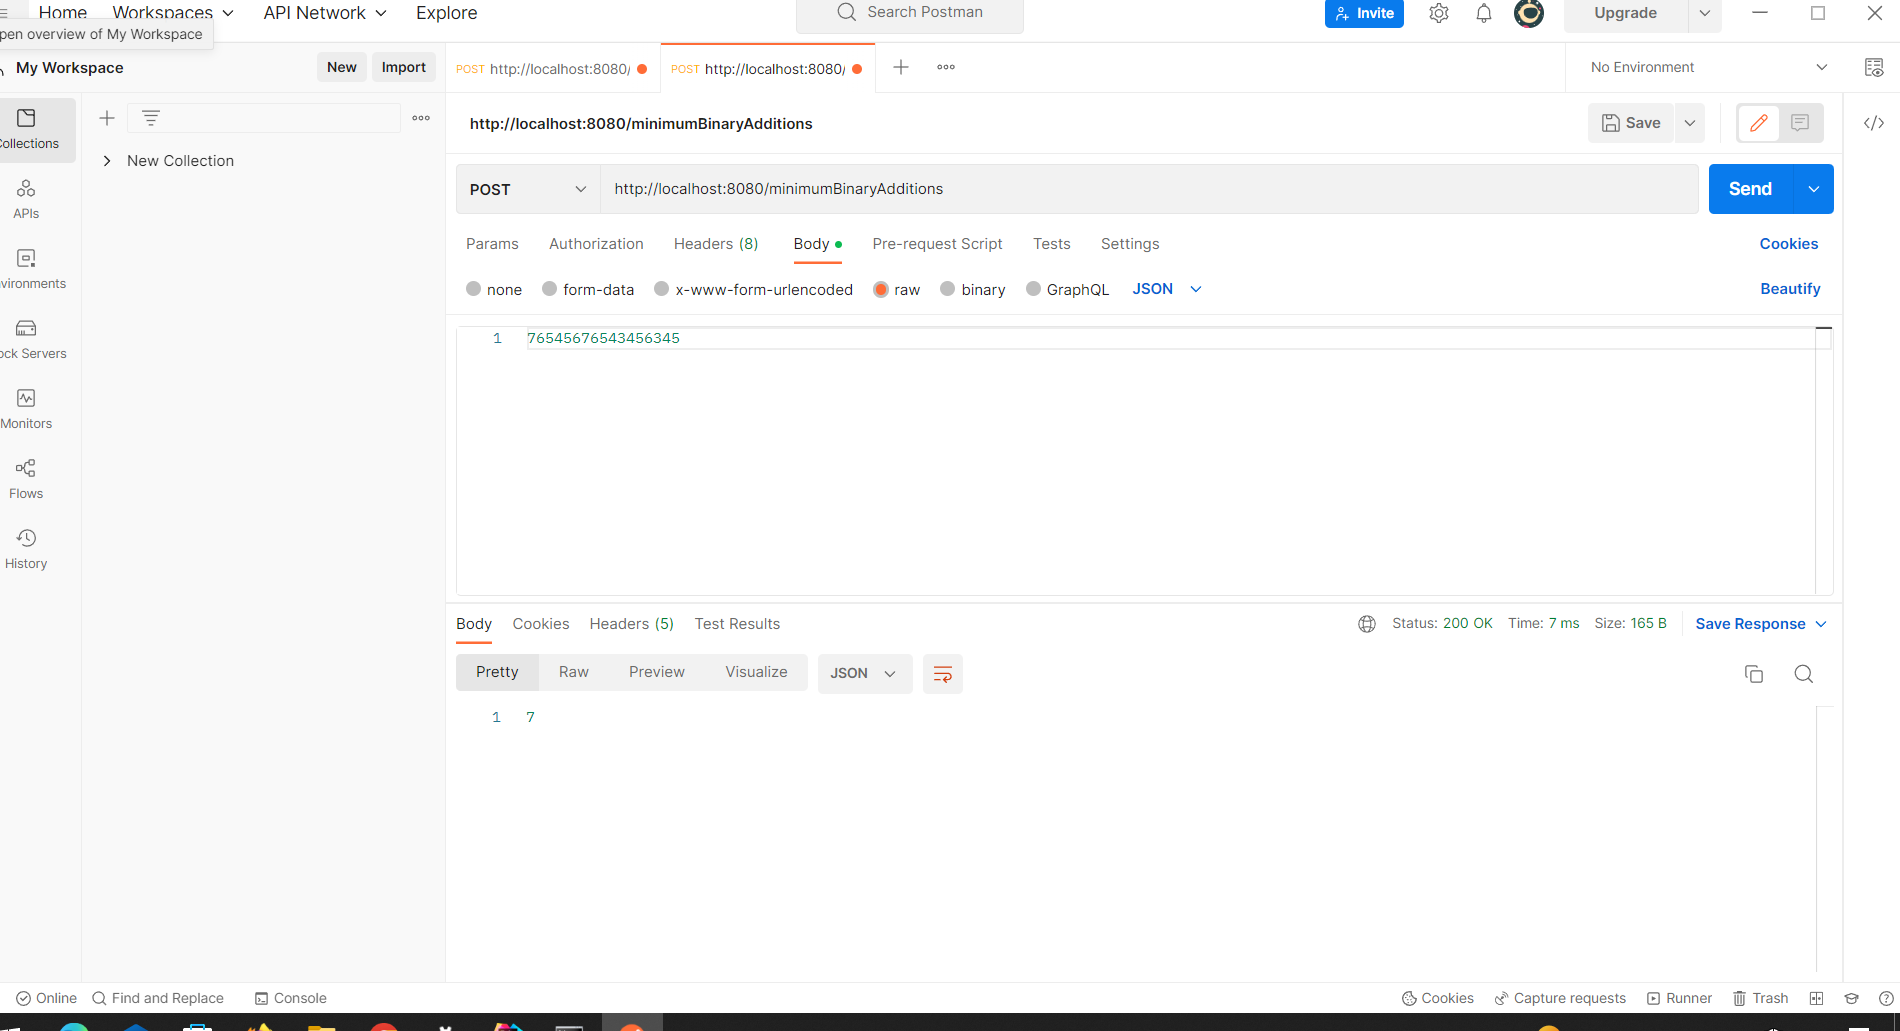 Home Workspaces API Network Explore Search Postman Invite Upgrade
pen overview of My Workspace
My Workspace New Import POST http://localhost:8080/ POST http://localhost:8080/ No Environment
ollections
New Collection
APIs
vironments
ock Servers
Monitors
Flows
History
http://localhost:8080/minimumBinaryAdditions Save
POST http://localhost:8080/minimumBinaryAdditions Send
Params Authorization Headers (8) Body Pre-request Script Tests Settings Cookies
none form-data x-www-form-urlencoded raw binary GraphQL JSON Beautify
1 76545676543456345
Body Cookies Headers (5) Test Results Status: 200 OK Time: 7 ms Size: 165 B Save Response
Pretty Raw Preview Visualize JSON
1 7
Online Find and Replace Console Cookies Capture requests Runner Trash